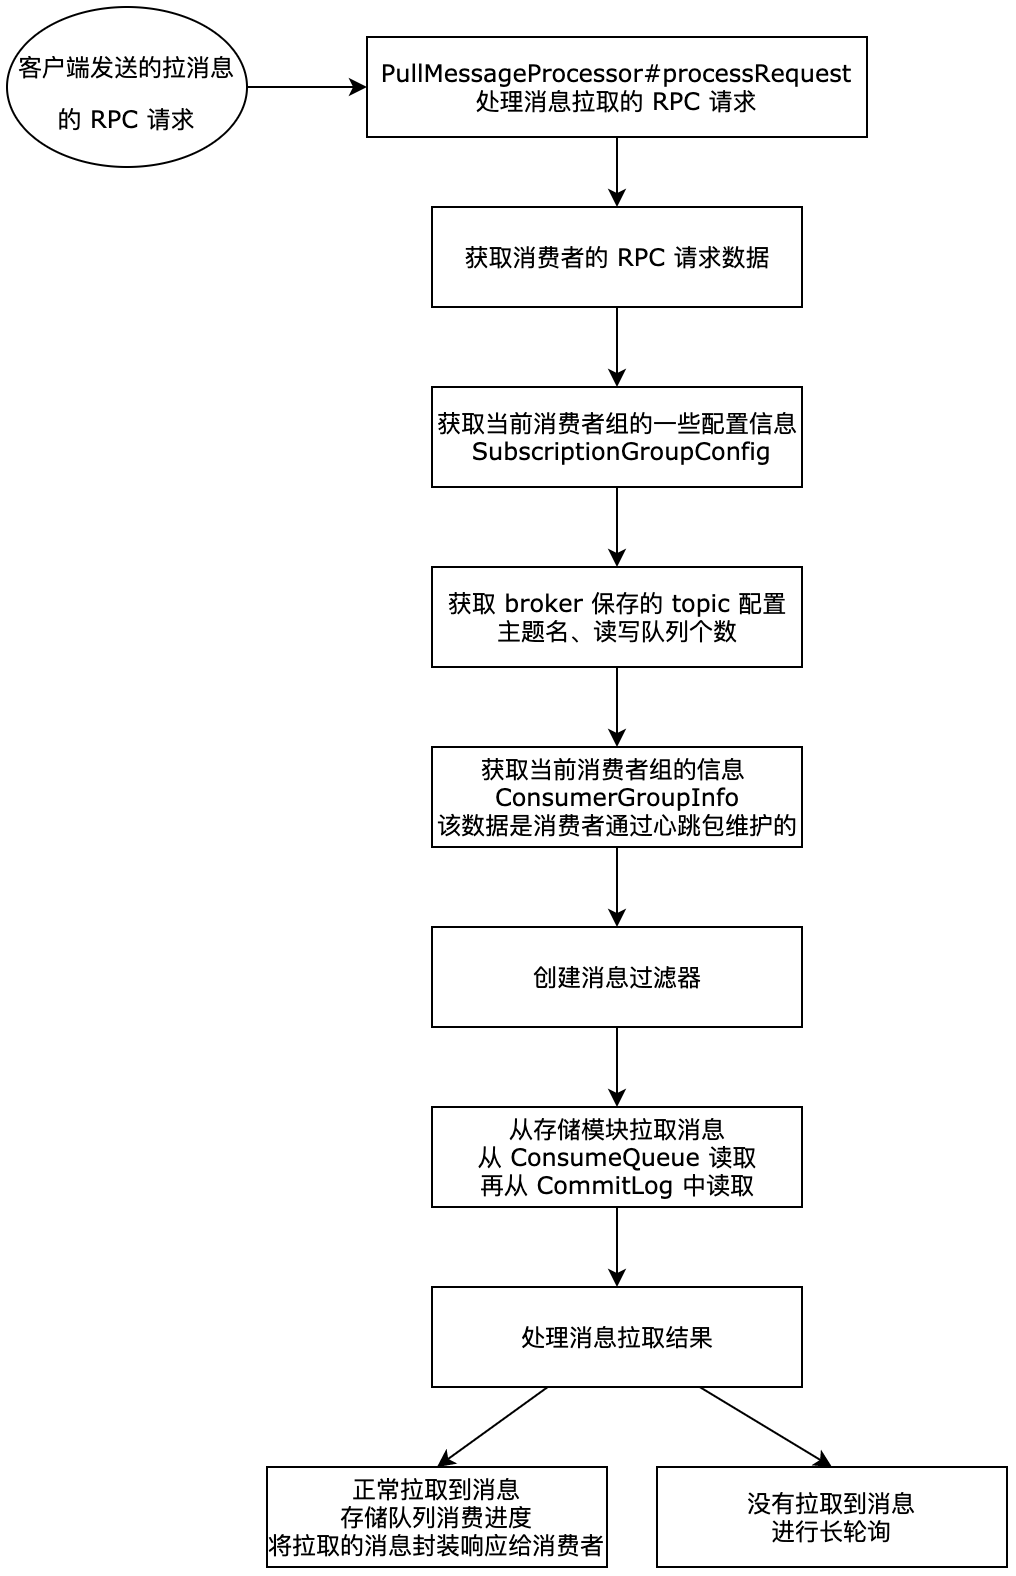 客户端发送的拉消息
的 RPC 请求
PullMessageProcessor#processRequest
处理消息拉取的 RPC 请求
获取消费者的 RPC 请求数据
获取当前消费者组的一些配置信息
SubscriptionGroupConfig
获取 broker 保存的 topic 配置
主题名、读写队列个数
获取当前消费者组的信息
ConsumerGroupInfo
该数据是消费者通过心跳包维护的
创建消息过滤器
从存储模块拉取消息
从 ConsumeQueue 读取
再从 CommitLog 中读取
处理消息拉取结果
正常拉取到消息
存储队列消费进度
将拉取的消息封装响应给消费者
没有拉取到消息
进行长轮询